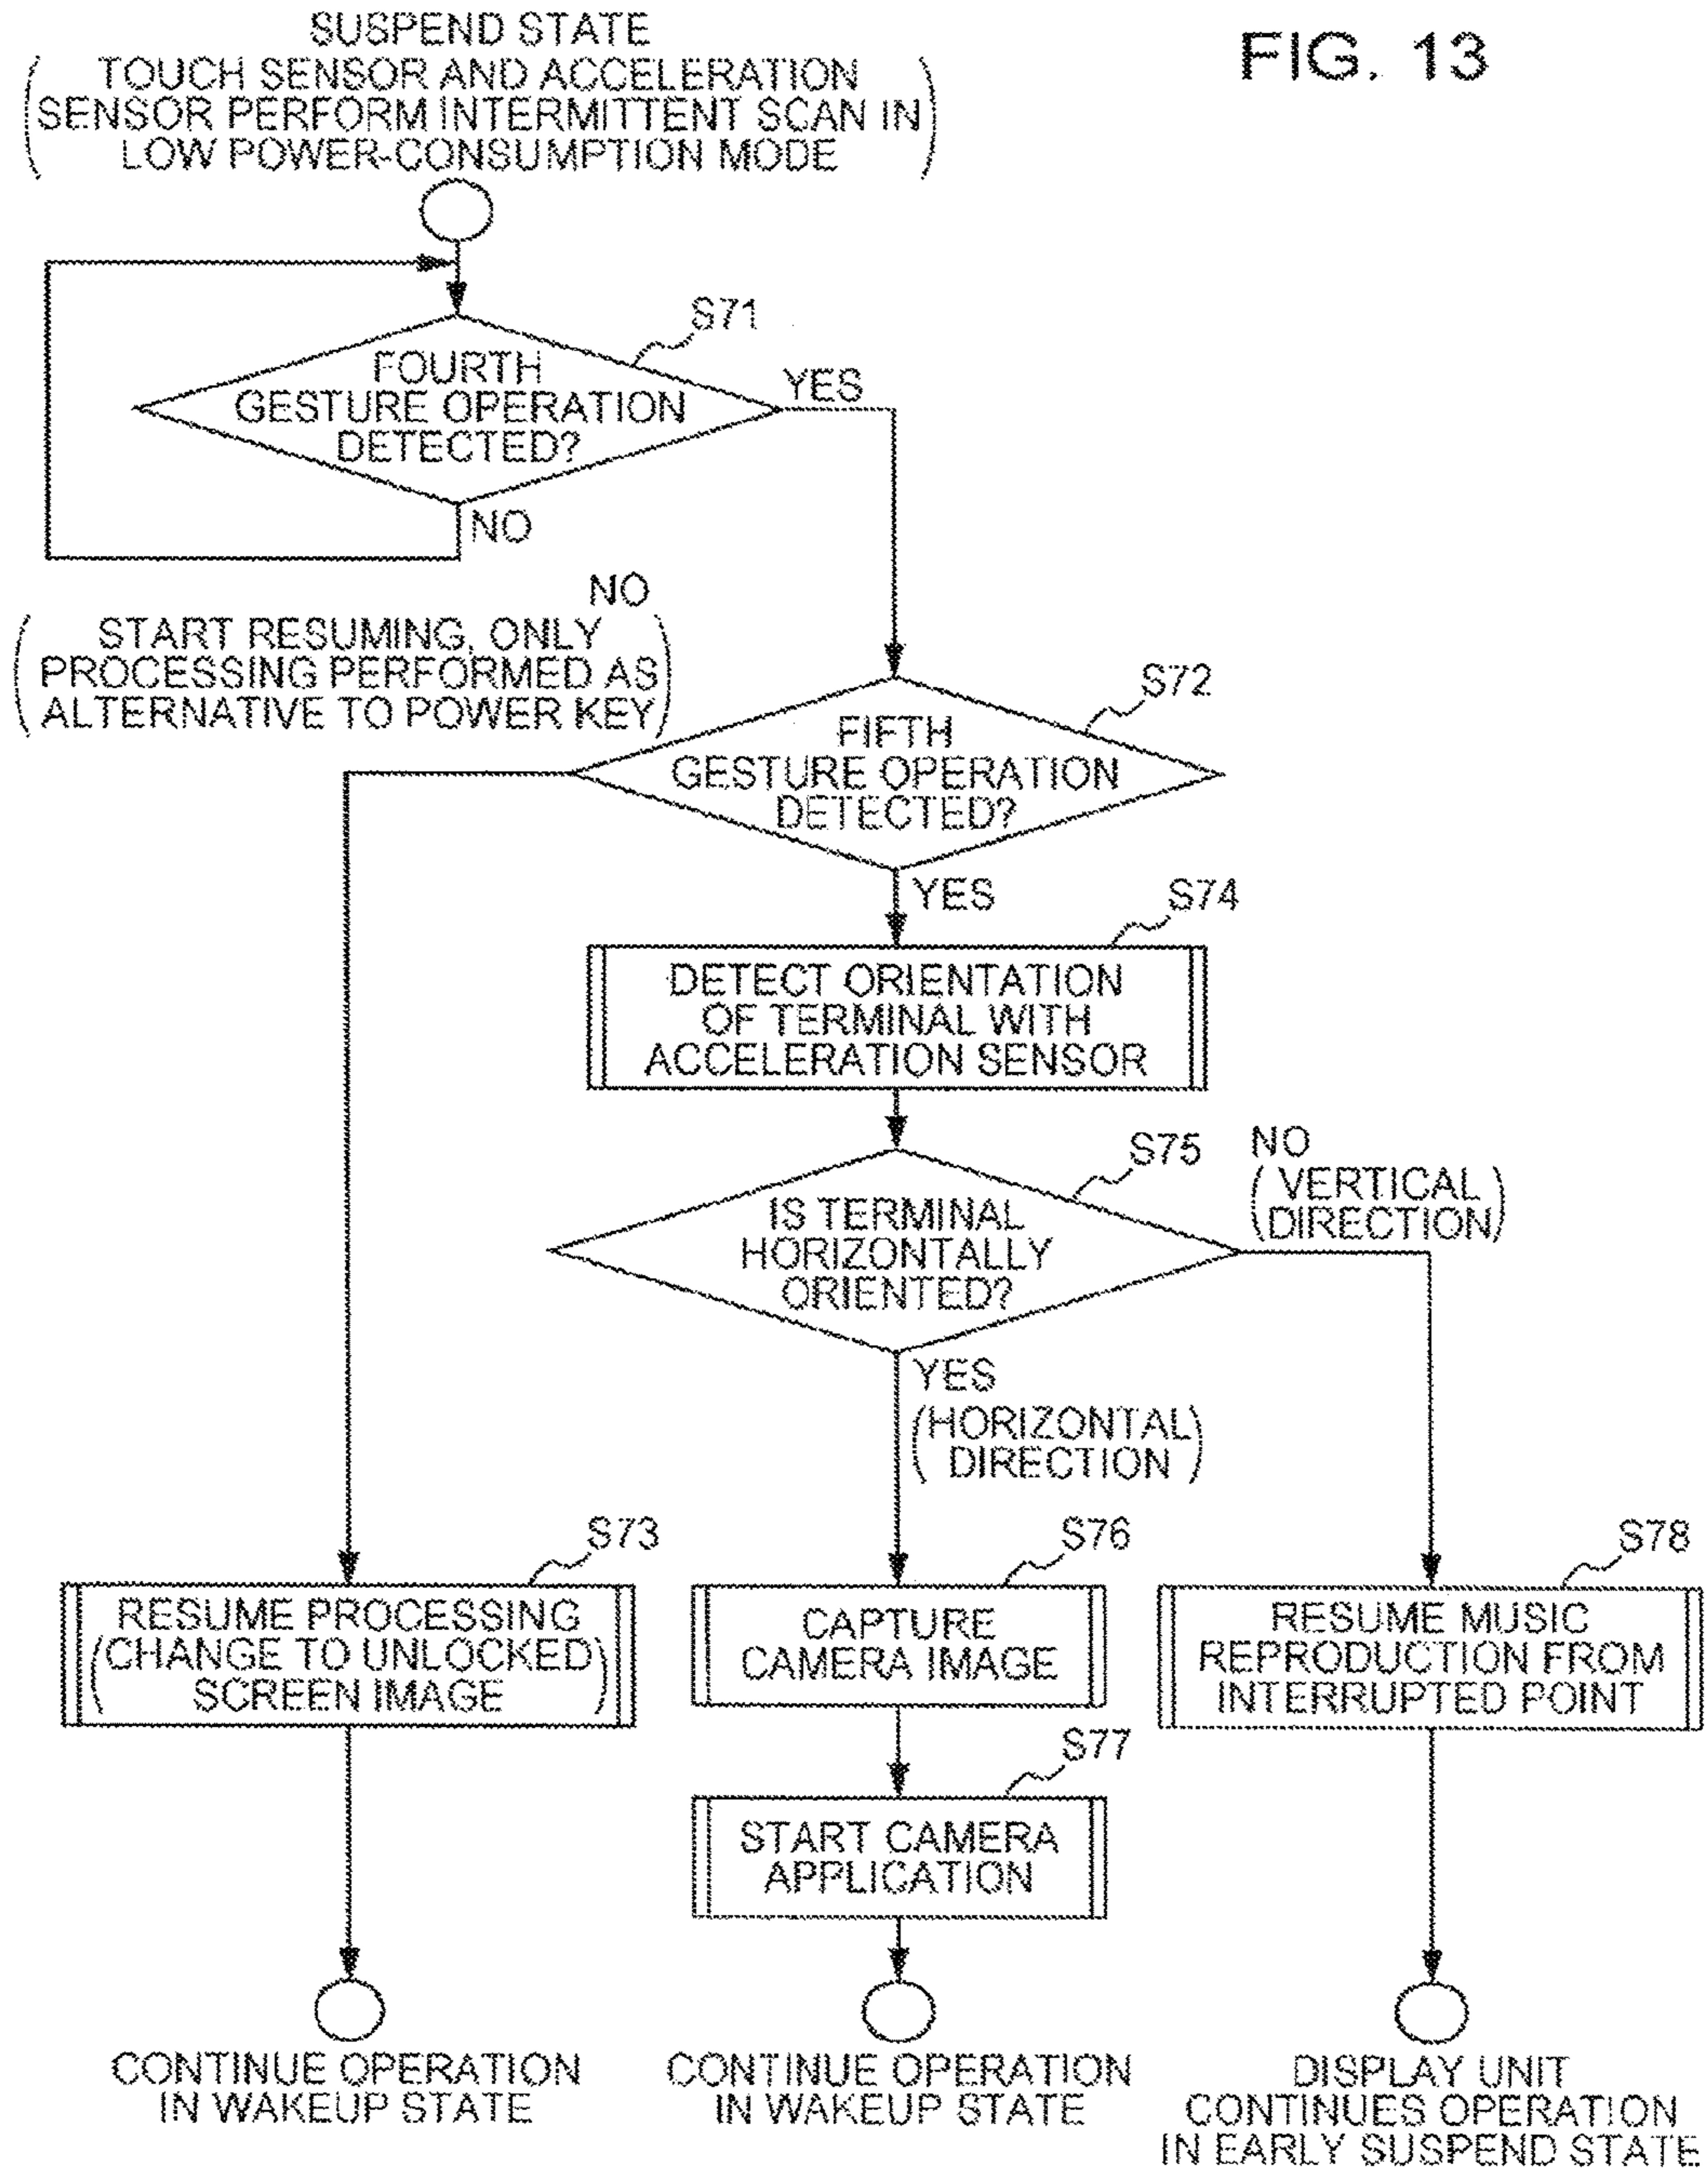 FIG. 13
SUSPEND STATE
(TOUCH SENSOR AND ACCELERATION
SENSOR PERFORM INTERMITTENT SCAN IN
LOW POWER-CONSUMPTION MODE)
S71
FOURTH
GESTURE OPERATION
DETECTED?
YES
NO
NO
(START RESUMING, ONLY
PROCESSING PERFORMED AS
ALTERNATIVE TO POWER KEY)
S72
FIFTH
GESTURE OPERATION
DETECTED?
YES
S74
DETECT ORIENTATION
OF TERMINAL WITH
ACCELERATION SENSOR
S75
IS TERMINAL
HORIZONTALLY
ORIENTED?
NO
(VERTICAL
DIRECTION)
YES
(HORIZONTAL
DIRECTION)
S73
RESUME PROCESSING
(CHANGE TO UNLOCKED
SCREEN IMAGE)
S76
CAPTURE
CAMERA IMAGE
S78
RESUME MUSIC
REPRODUCTION FROM
INTERRUPTED POINT
S77
START CAMERA
APPLICATION
CONTINUE OPERATION
IN WAKEUP STATE
CONTINUE OPERATION
IN WAKEUP STATE
DISPLAY UNIT
CONTINUES OPERATION
IN EARLY SUSPEND STATE